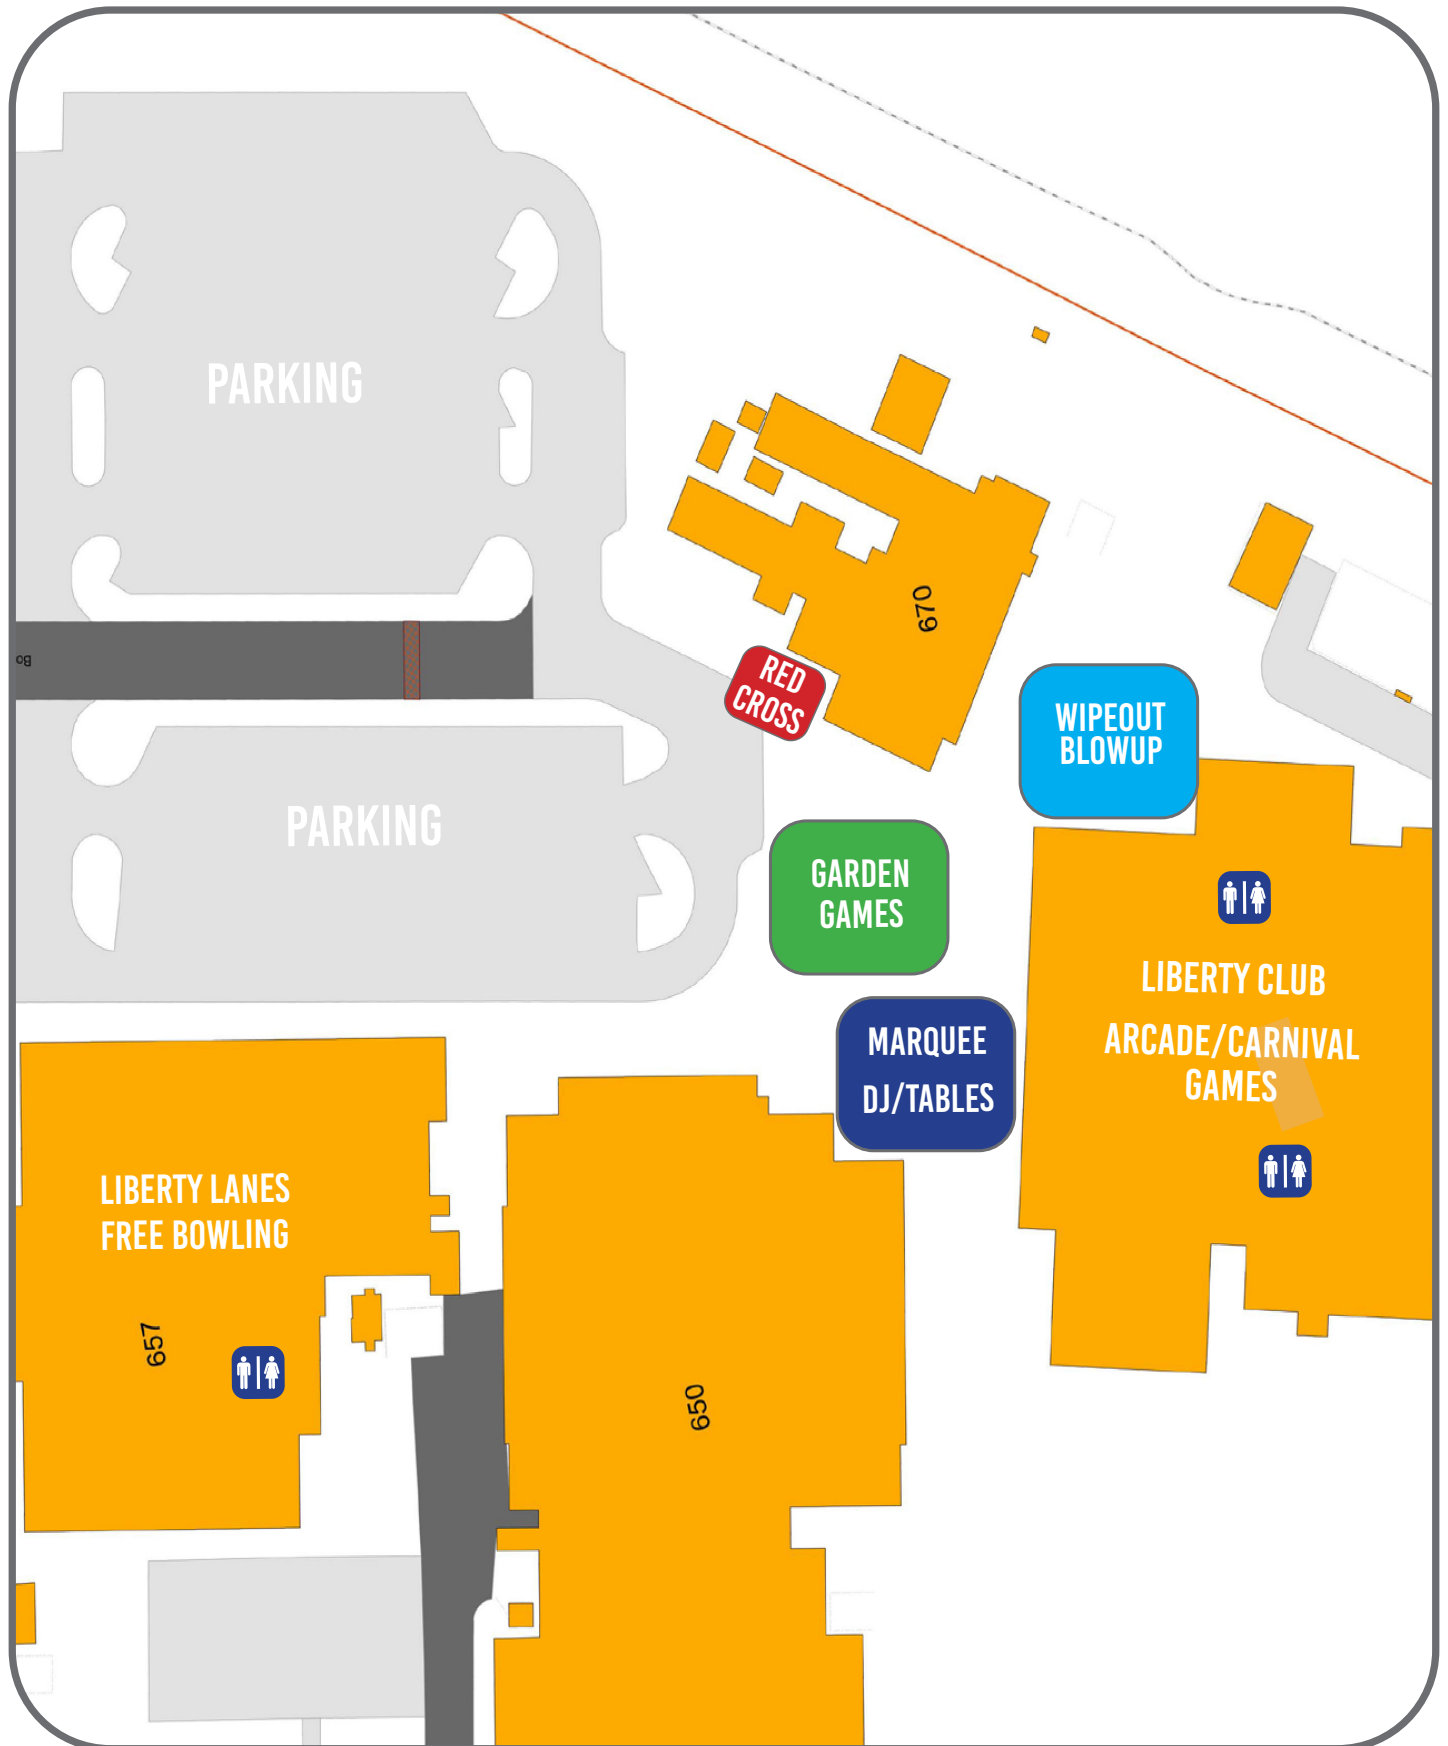 PARKING
670
RED
CROSS
Bo
WIPEOUT
BLOWUP
PARKING
GARDEN
GAMES
LIBERTY CLUB
ARCADE/CARNIVAL
GAMES
MARQUEE
DJ/TABLES
LIBERTY LANES
FREE BOWLING
657
650